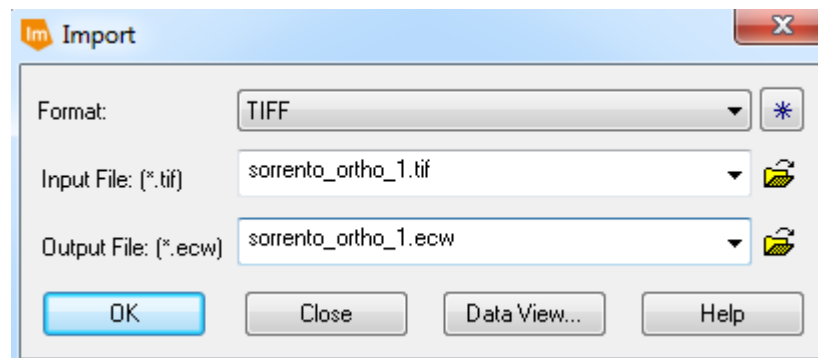 Im Import X
Format: TIFF
Input File: (*.tif) sorrento_ortho_1.tif
Output File: (*.ecw) sorrento_ortho_1.ecw
OK Close Data View... Help